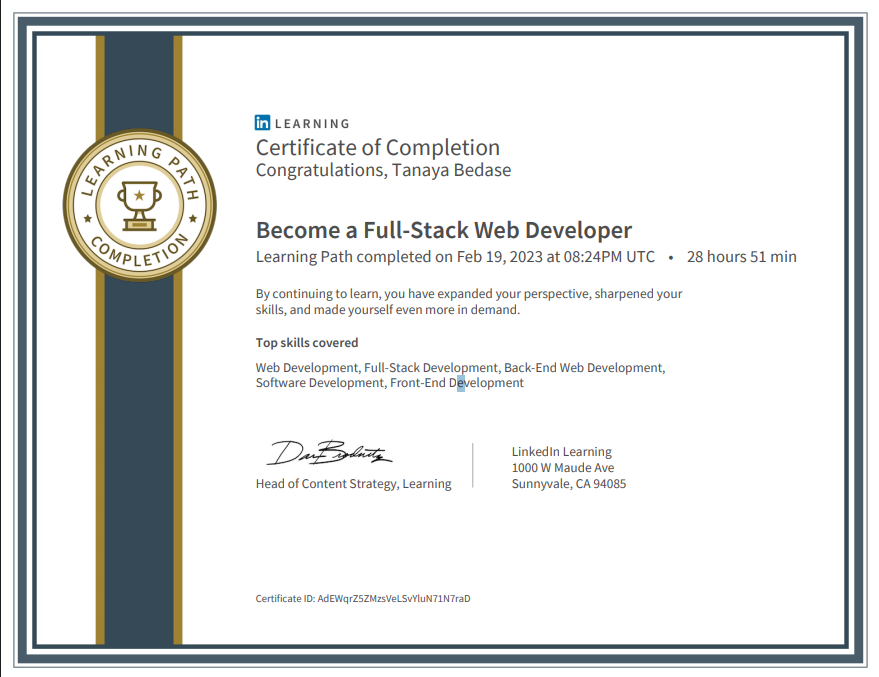 LEARNING PATH
COMPLETION
in LEARNING
Certificate of Completion
Congratulations, Tanaya Bedase
Become a Full-Stack Web Developer
Learning Path completed on Feb 19, 2023 at 08:24PM UTC • 28 hours 51 min
By continuing to learn, you have expanded your perspective, sharpened your
skills, and made yourself even more in demand.
Top skills covered
Web Development, Full-Stack Development, Back-End Web Development,
Software Development, Front-End Development
Head of Content Strategy, Learning
LinkedIn Learning
1000 W Maude Ave
Sunnyvale, CA 94085
Certificate ID: AdEWqrZ5ZMzsVeLSvYluN71N7raD